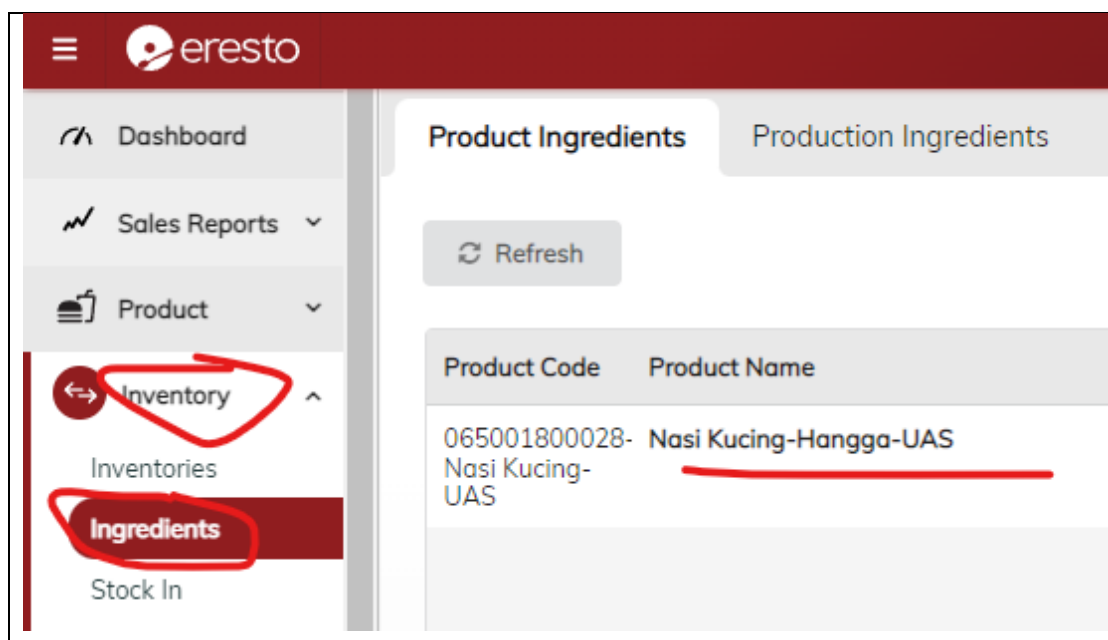 eresto
Dashboard
Sales Reports
Product
Inventory
Inventories
Ingredients
Stock In
Product Ingredients
Production Ingredients
Refresh
Product Code
Product Name
065001800028-
Nasi Kucing-
UAS
Nasi Kucing-Hangga-UAS